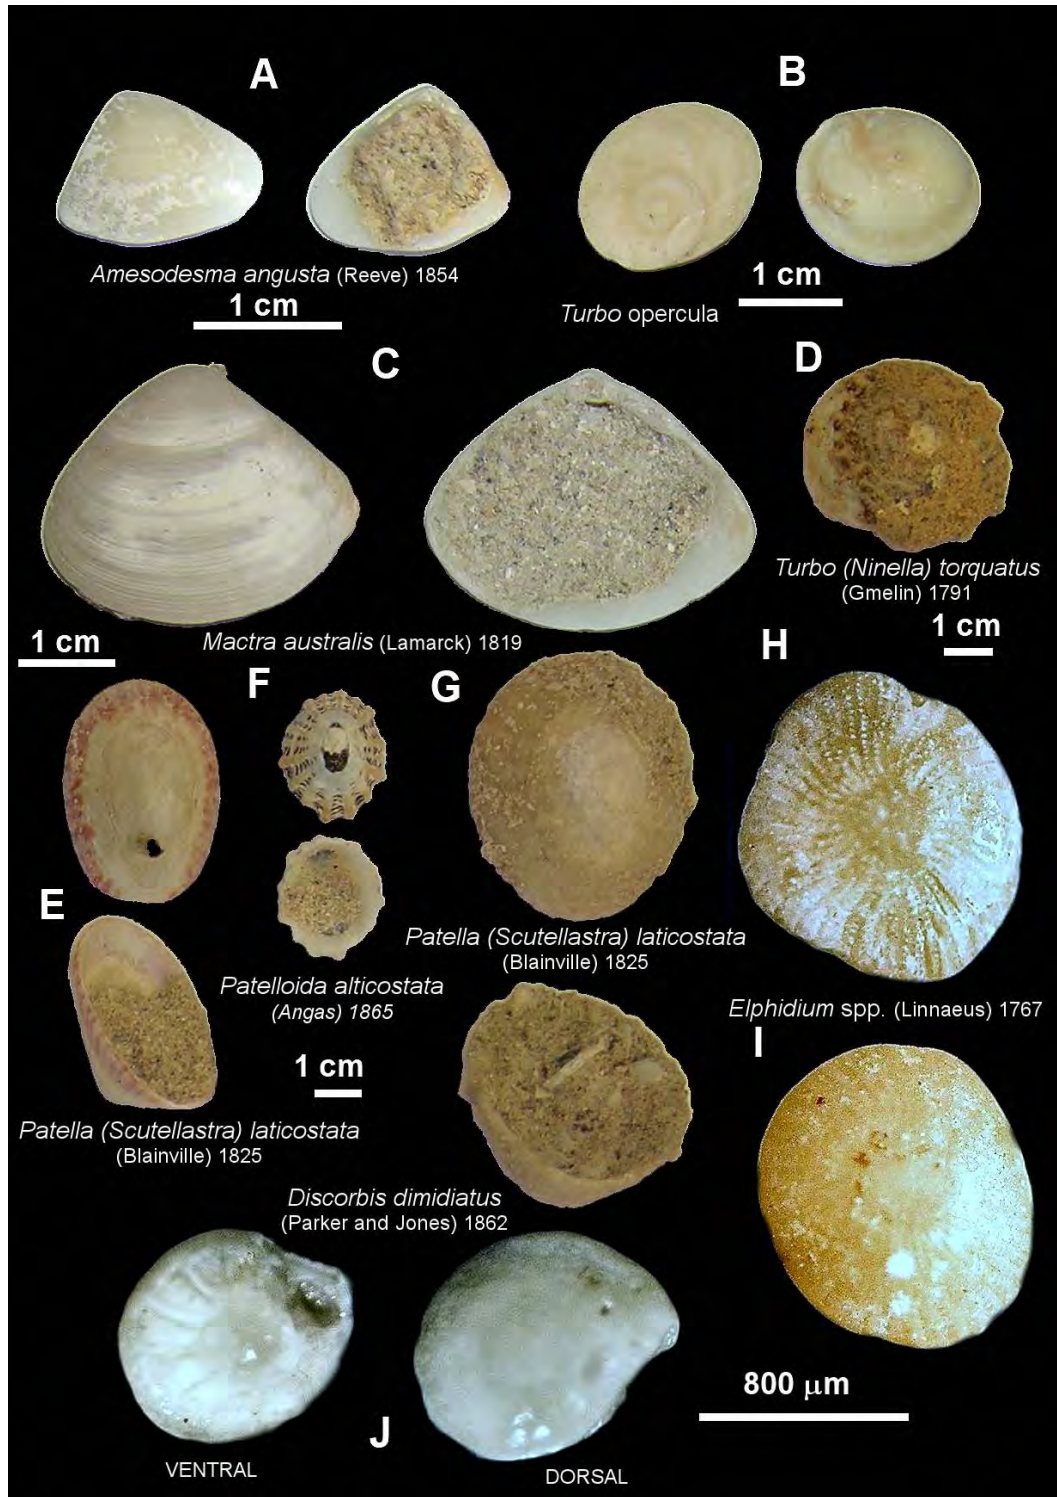 A
B
Amesodesma angusta (Reeve) 1854
1 cm
1 cm
Turbo opercula
C
D
Turbo (Ninella) torquatus
(Gmelin) 1791
1 cm
Mactra australis (Lamarck) 1819
1 cm
F
G
H
E
Patella (Scutellastra) laticostata
(Blainville) 1825
Patelloida alticostata
(Angas) 1865
Elphidium spp. (Linnaeus) 1767
I
1 cm
Patella (Scutellastra) laticostata
(Blainville) 1825
Discorbis dimidiatus
(Parker and Jones) 1862
800 µm
J
VENTRAL
DORSAL